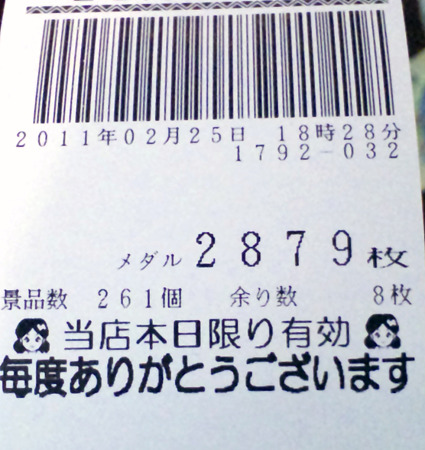 2011年02月25日 18時28分
1792-032
メダル 2879枚
景品数 261個 余り数 8枚
当店本日限り有効
毎度ありがとうございます